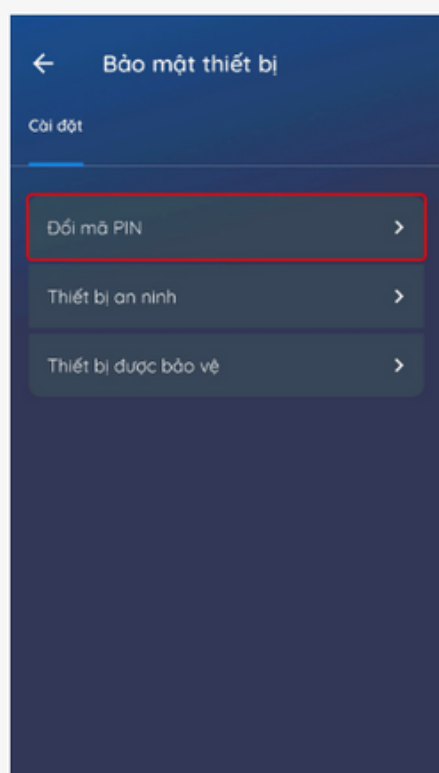 Bảo mật thiết bị
Cài đặt
Đổi mã PIN
Thiết bị an ninh
Thiết bị được bảo vệ